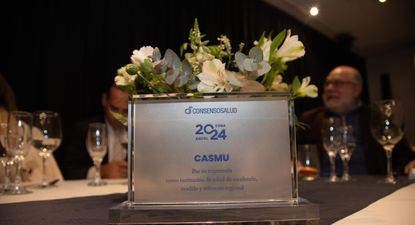 CONSENSOSALUD
2024
CASMU
Por su trayectoria
como institución de salud de excelencia,
modelo y referente regional